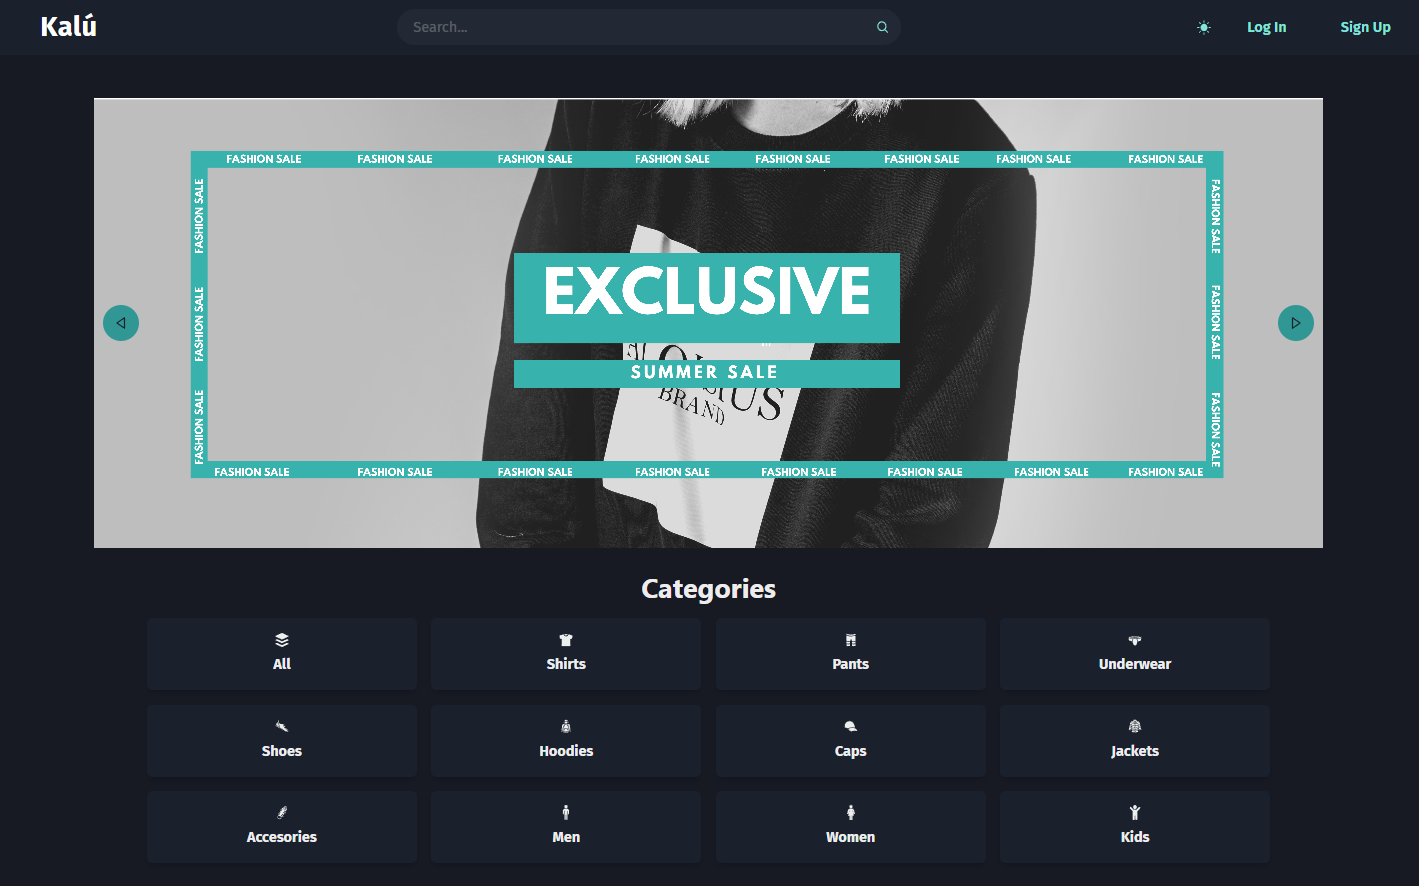 Kalú
Search...
Log In
Sign Up
FASHION SALE FASHION SALE FASHION SALE FASHION SALE FASHION SALE FASHION SALE FASHION SALE FASHION SALE
FASHION SALE
FASHION SALE
FASHION SALE
EXCLUSIVE
SUMMER SALE
BRAND
FASHION SALE
FASHION SALE
FASHION SALE
FASHION SALE FASHION SALE FASHION SALE FASHION SALE FASHION SALE FASHION SALE FASHION SALE FASHION SALE
Categories
All
Shirts
Pants
Underwear
Shoes
Hoodies
Caps
Jackets
Accesories
Men
Women
Kids